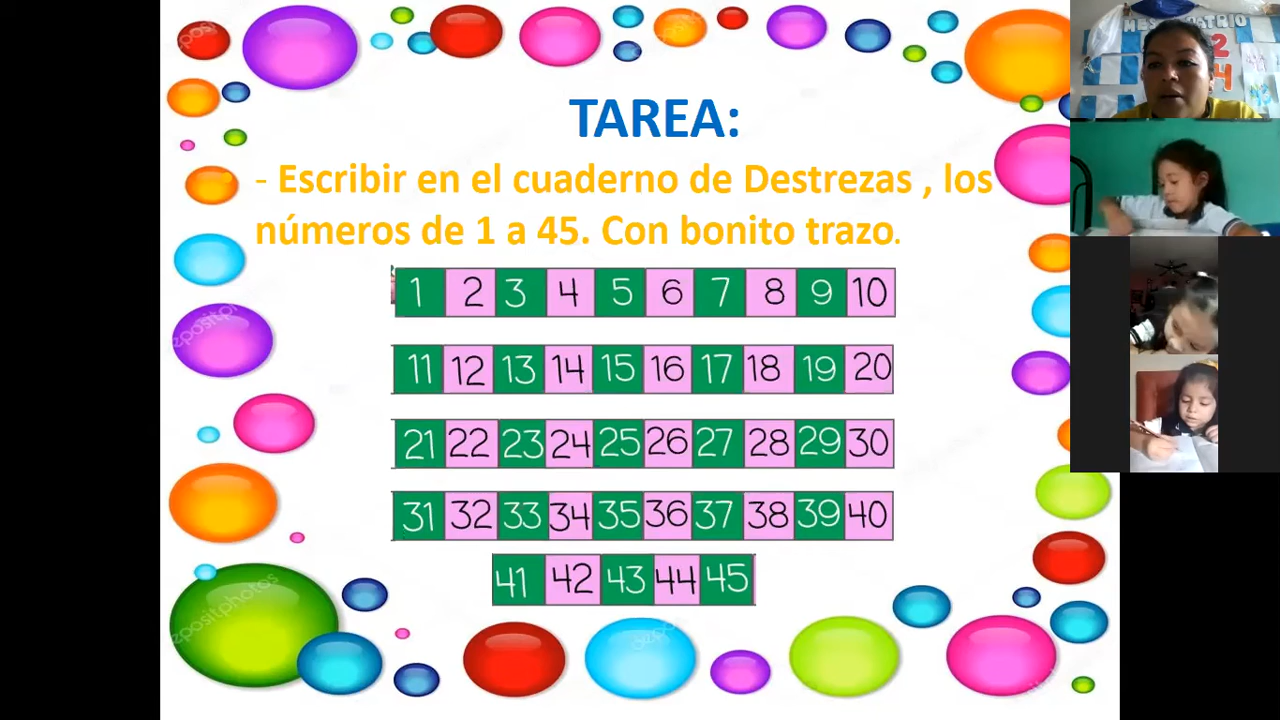 TAREA:
- Escribir en el cuaderno de Destrezas , los
números de 1 a 45. Con bonito trazo.
1 2 3 4 5 6 7 8 9 10
11 12 13 14 15 16 17 18 19 20
21 22 23 24 25 26 27 28 29 30
31 32 33 34 35 36 37 38 39 40
41 42 43 44 45